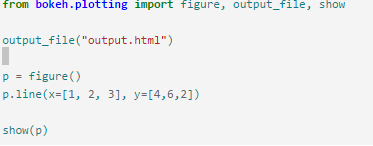 from bokeh.plotting import figure, output_file, show
output_file("output.html")
p = figure()
p.line(x=[1, 2, 3], y=[4,6,2])
show(p)